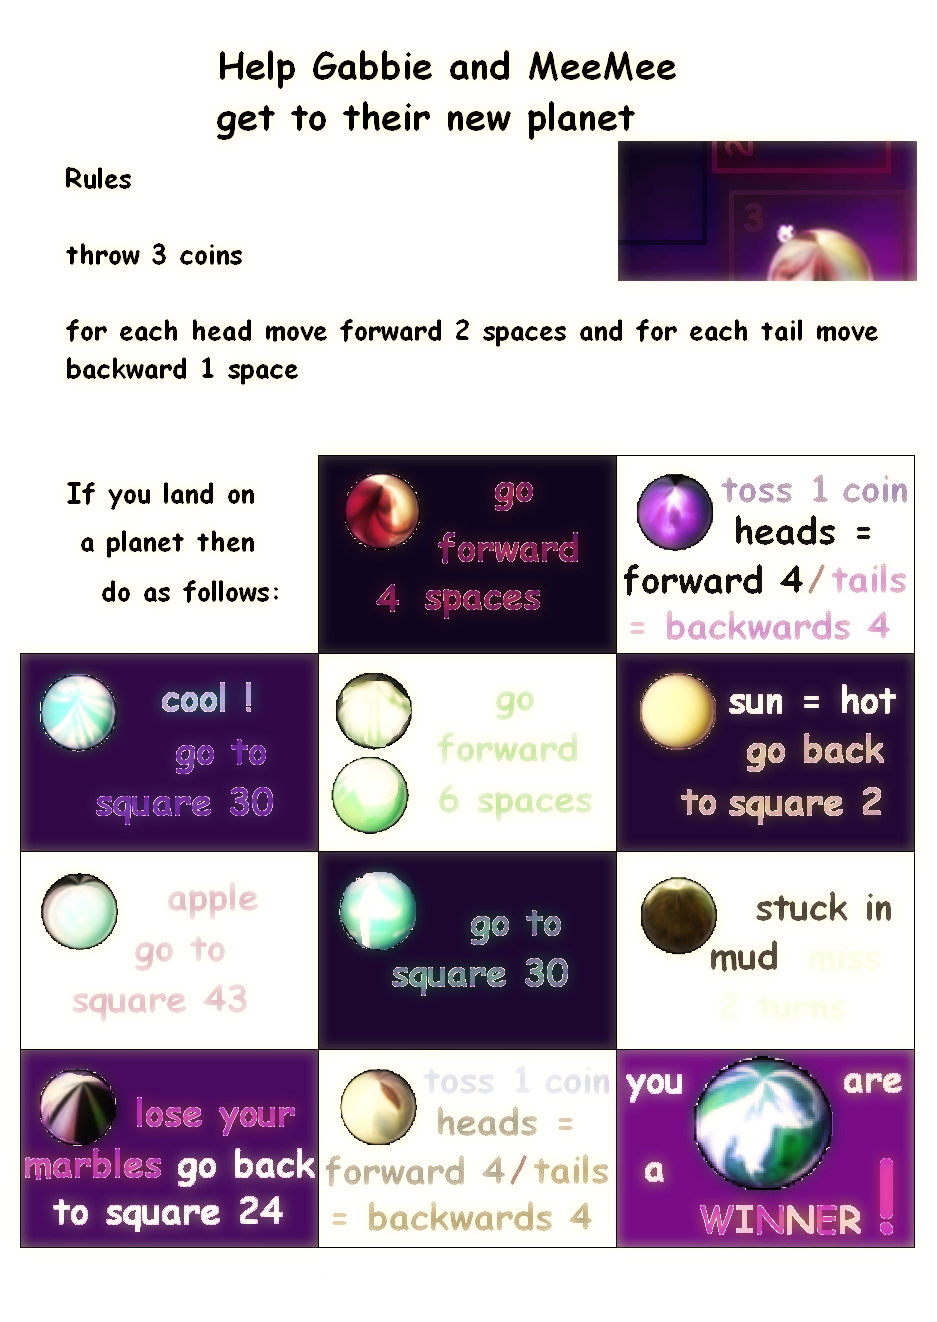 Help Gabbie and MeeMee
get to their new planet
Rules
throw 3 coins
for each head move forward 2 spaces and for each tail move
backward 1 space
2
3
If you land on
a planet then
do as follows:
go
forward
4 spaces
toss 1 coin
heads =
forward 4/tails
= backwards 4
cool !
go to
square 30
go
forward
6 spaces
sun = hot
go back
to square 2
apple
go to
square 43
go to
square 30
stuck in
mud miss
2 turns
lose your
marbles go back
to square 24
toss 1 coin
heads =
forward 4/tails
= backwards 4
you are
a
WINNER !